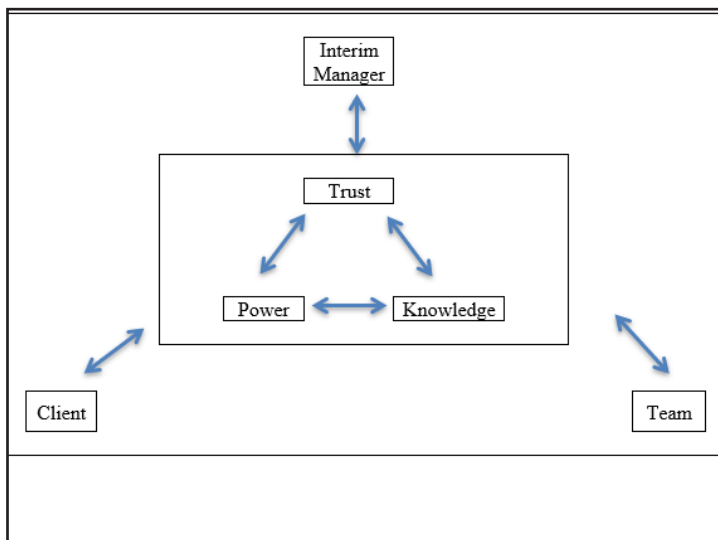 Interim
Manager
Trust
Power
Knowledge
Client
Team